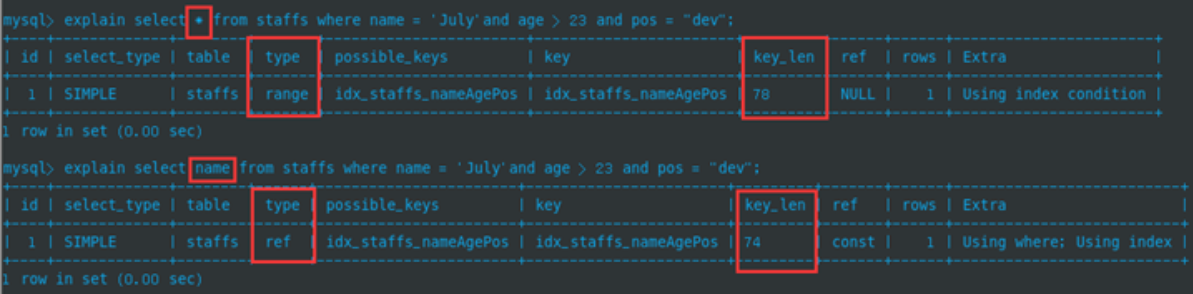 mysql> explain select * from staffs where name = 'July'and age > 23 and pos = "dev";
| id | select_type | table | type | possible_keys | key | key_len | ref | rows | Extra |
| 1 | SIMPLE | staffs | range | idx_staffs_nameAgePos | idx_staffs_nameAgePos | 78 | NULL | 1 | Using index condition |
1 row in set (0.00 sec)
mysql> explain select name from staffs where name = 'July'and age > 23 and pos = "dev";
| id | select_type | table | type | possible_keys | key | key_len | ref | rows | Extra |
| 1 | SIMPLE | staffs | ref | idx_staffs_nameAgePos | idx_staffs_nameAgePos | 74 | const | 1 | Using where; Using index |
1 row in set (0.00 sec)